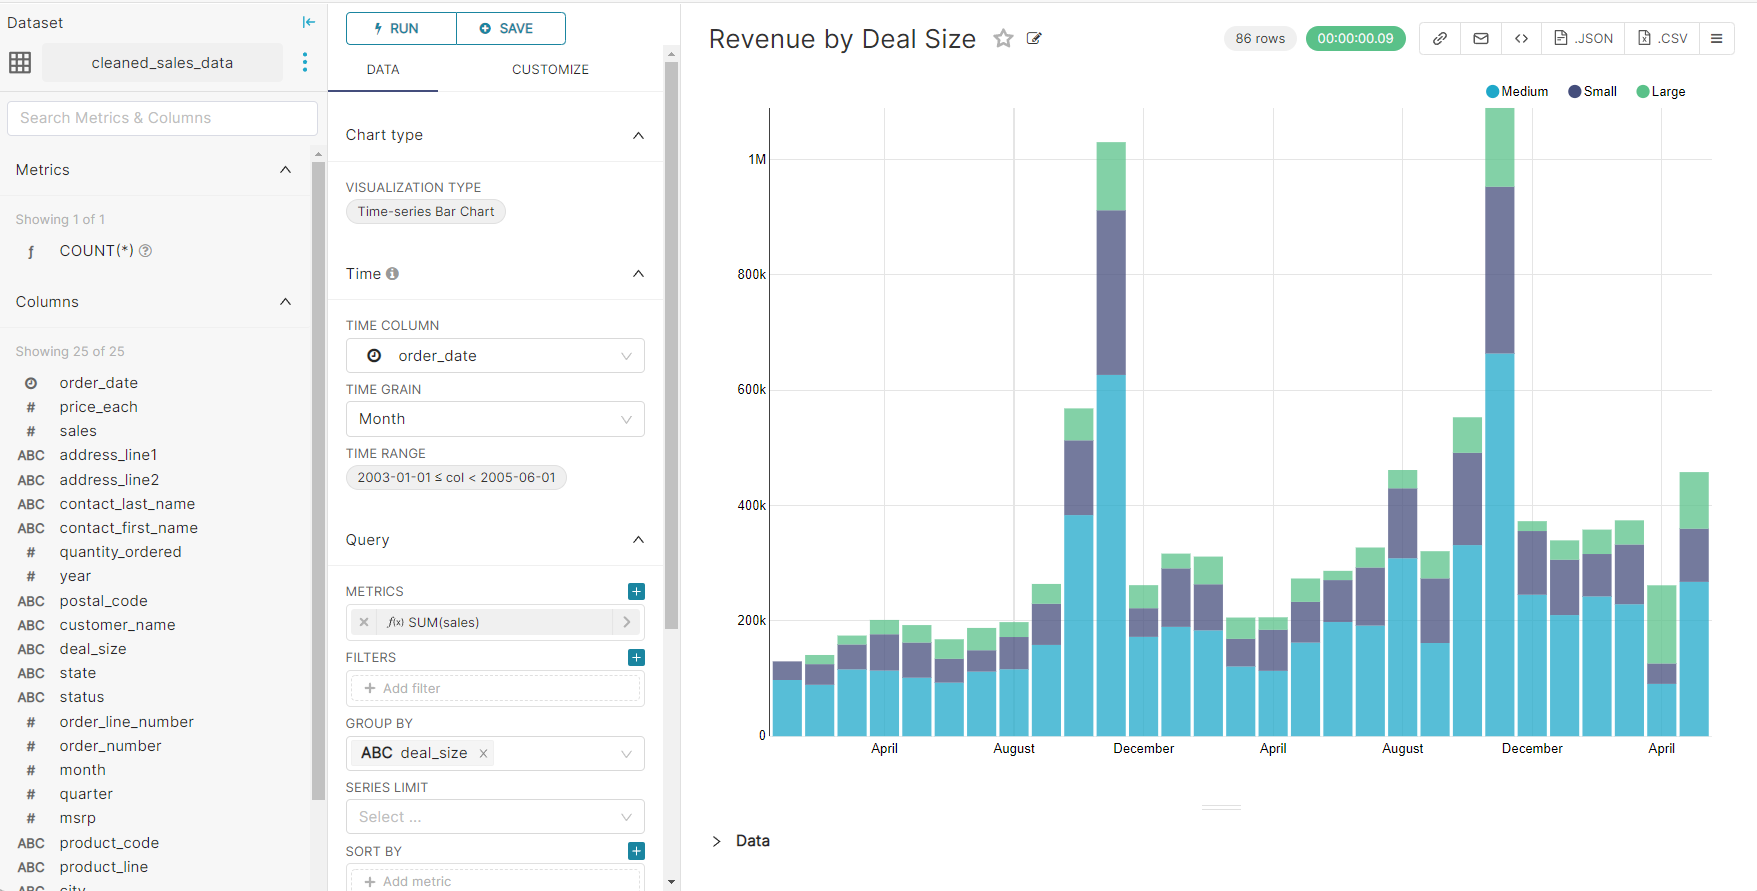 Dataset
cleaned_sales_data
Search Metrics & Columns
Metrics
Showing 1 of 1
ƒ COUNT(*) ?
Columns
Showing 25 of 25
order_date
# price_each
# sales
ABC address_line1
ABC address_line2
ABC contact_last_name
ABC contact_first_name
# quantity_ordered
# year
ABC postal_code
ABC customer_name
ABC deal_size
ABC state
ABC status
# order_line_number
# order_number
# month
# quarter
# msrp
ABC product_code
ABC product_line
ABC city
RUN
SAVE
DATA
CUSTOMIZE
Chart type
VISUALIZATION TYPE
Time-series Bar Chart
Time i
TIME COLUMN
order_date
TIME GRAIN
Month
TIME RANGE
2003-01-01 ≤ col < 2005-06-01
Query
METRICS +
× ƒ(x) SUM(sales)
FILTERS +
+ Add filter
GROUP BY
ABC deal_size ×
SERIES LIMIT
Select ...
SORT BY +
+ Add metric
Revenue by Deal Size
86 rows
00:00:00.09
.JSON
.CSV
Medium Small Large
1M
800k
600k
400k
200k
0
April August December April August December April
Data